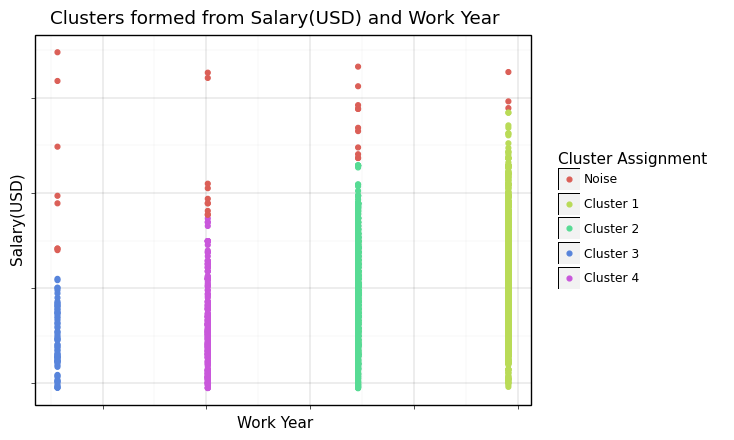 Clusters formed from Salary(USD) and Work Year
Salary(USD)
Work Year
Cluster Assignment
Noise
Cluster 1
Cluster 2
Cluster 3
Cluster 4